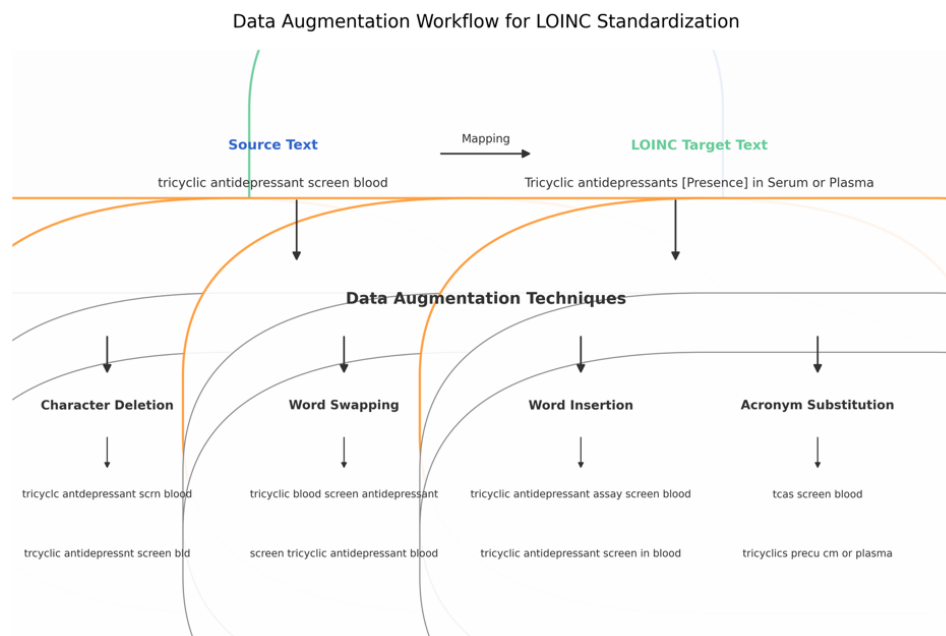 Data Augmentation Workflow for LOINC Standardization
Source Text
Mapping
LOINC Target Text
tricyclic antidepressant screen blood
Tricyclic antidepressants [Presence] in Serum or Plasma
Data Augmentation Techniques
Character Deletion
Word Swapping
Word Insertion
Acronym Substitution
tricyclc antdepressant scrn blood
tricyclic blood screen antidepressant
tricyclic antidepressant assay screen blood
tcas screen blood
trcyclic antidepressnt screen bld
screen tricyclic antidepressant blood
tricyclic antidepressant screen in blood
tricyclics precu cm or plasma